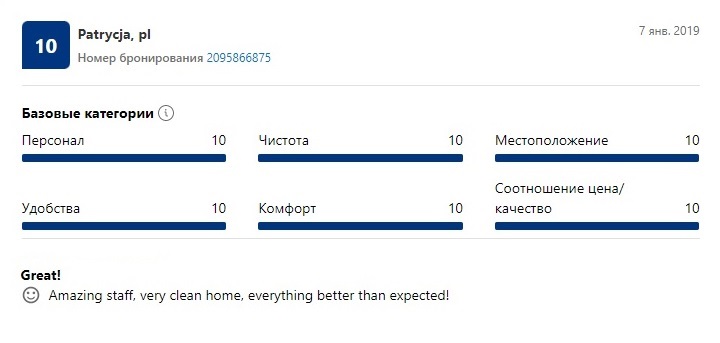 10
Patrycja, pl
7 янв. 2019
Номер бронирования 2095866875
Базовые категории
Персонал 10
Чистота 10
Местоположение 10
Удобства 10
Комфорт 10
Соотношение цена/
качество 10
Great!
Amazing staff, very clean home, everything better than expected!